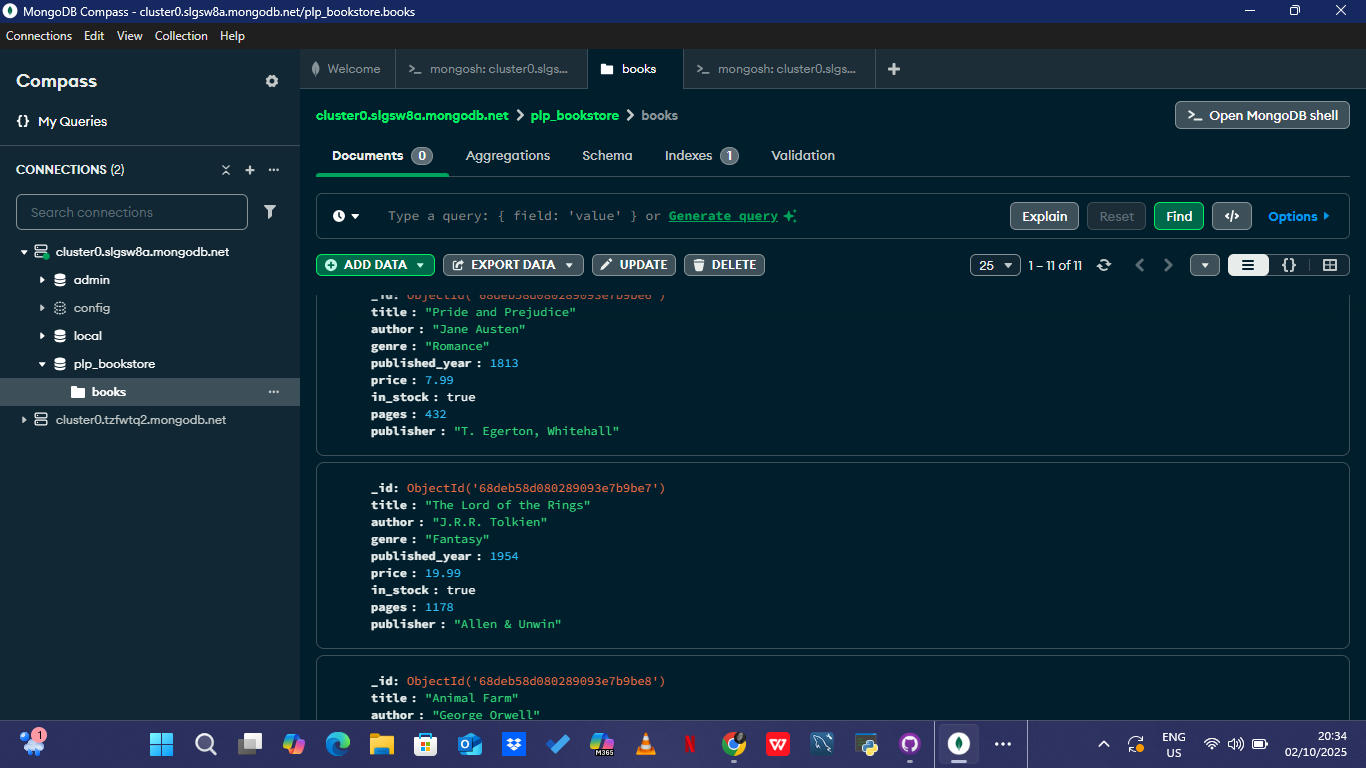 MongoDB Compass - cluster0.slgsw8a.mongodb.net/plp_bookstore.books
Connections Edit View Collection Help
Compass
{} My Queries
CONNECTIONS (2)
Search connections
cluster0.slgsw8a.mongodb.net
admin
config
local
plp_bookstore
books
cluster0.tzfwtq2.mongodb.net
Welcome
>_ mongosh: cluster0.slgs...
books
>_ mongosh: cluster0.slgs...
cluster0.slgsw8a.mongodb.net > plp_bookstore > books
>_ Open MongoDB shell
Documents 0 Aggregations Schema Indexes 1 Validation
Type a query: { field: 'value' } or Generate query
Explain Reset Find </> Options
ADD DATA EXPORT DATA UPDATE DELETE
25 1 – 11 of 11 {}
_id: ObjectId('68deb58d080289093e7b9be6')
title : "Pride and Prejudice"
author : "Jane Austen"
genre : "Romance"
published_year : 1813
price : 7.99
in_stock : true
pages : 432
publisher : "T. Egerton, Whitehall"
_id: ObjectId('68deb58d080289093e7b9be7')
title : "The Lord of the Rings"
author : "J.R.R. Tolkien"
genre : "Fantasy"
published_year : 1954
price : 19.99
in_stock : true
pages : 1178
publisher : "Allen & Unwin"
_id: ObjectId('68deb58d080289093e7b9be8')
title : "Animal Farm"
author : "George Orwell"
1
M365
ENG
US
20:34
02/10/2025